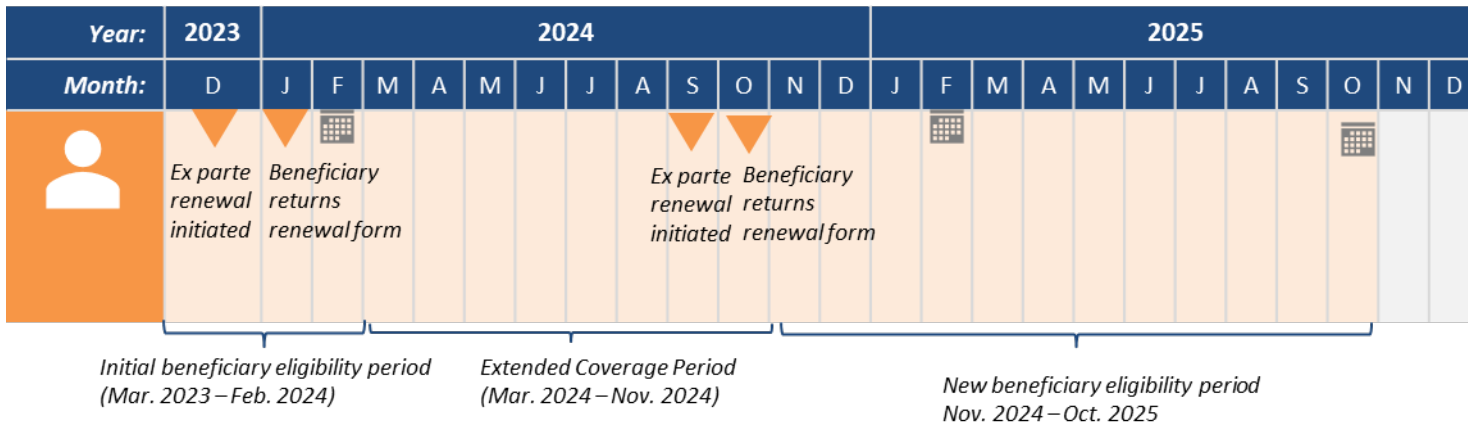 Year: 2023 2024 2025
Month: D J F M A M J J A S O N D J F M A M J J A S O N D
Ex parte
renewal
initiated
Beneficiary
returns
renewal form
Ex parte
renewal
initiated
Beneficiary
returns
renewal form
Initial beneficiary eligibility period
(Mar. 2023 – Feb. 2024)
Extended Coverage Period
(Mar. 2024 – Nov. 2024)
New beneficiary eligibility period
Nov. 2024 – Oct. 2025